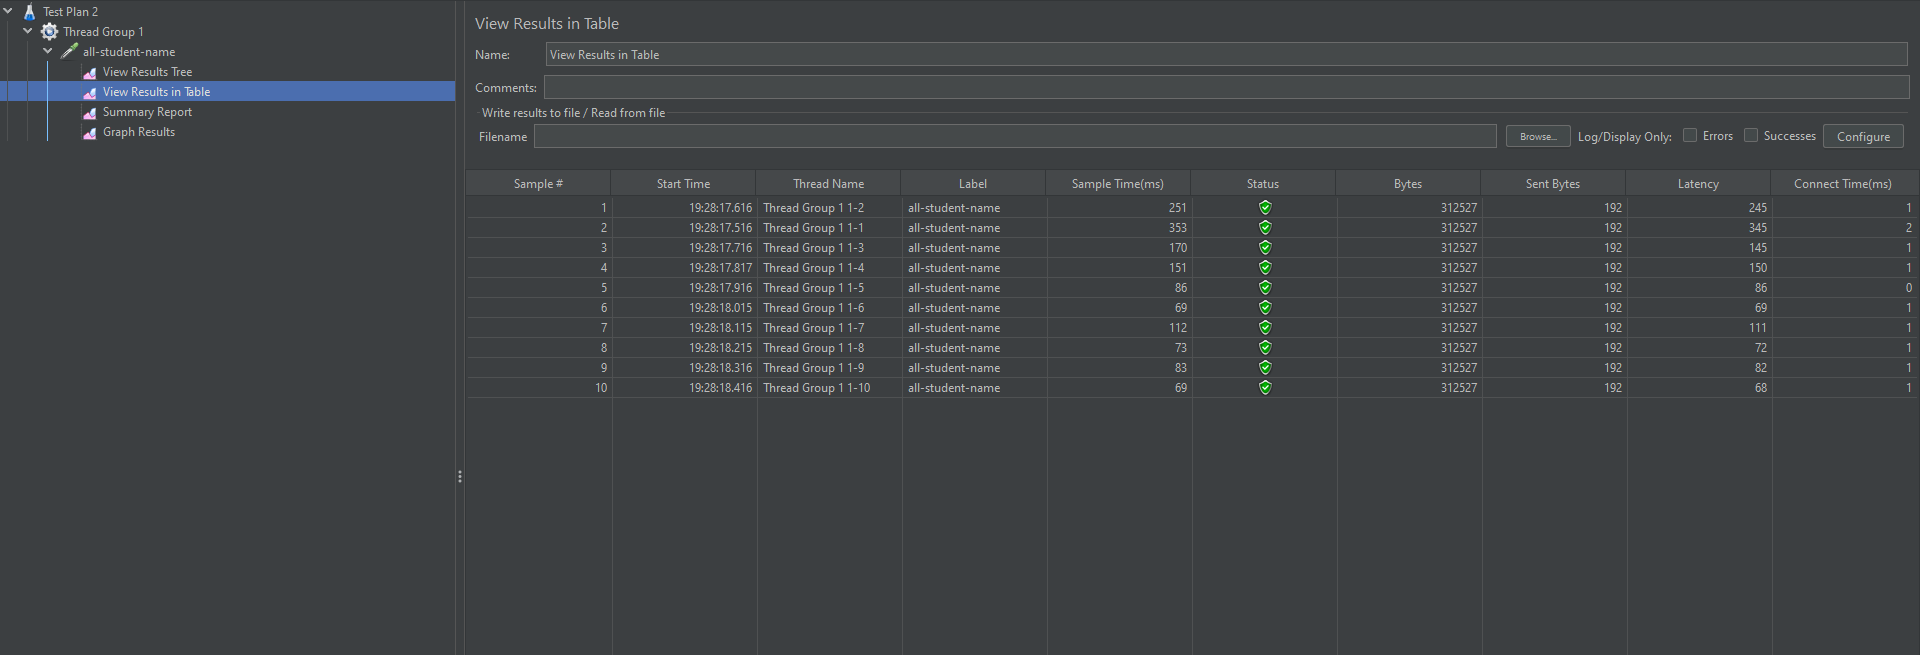 Test Plan 2
Thread Group 1
all-student-name
View Results Tree
View Results in Table
Summary Report
Graph Results
View Results in Table
Name: View Results in Table
Comments:
Write results to file / Read from file
Filename Browse... Log/Display Only: Errors Successes Configure
Sample # Start Time Thread Name Label Sample Time(ms) Status Bytes Sent Bytes Latency Connect Time(ms)
1 19:28:17.616 Thread Group 1 1-2 all-student-name 251 312527 192 245 1
2 19:28:17.516 Thread Group 1 1-1 all-student-name 353 312527 192 345 2
3 19:28:17.716 Thread Group 1 1-3 all-student-name 170 312527 192 145 1
4 19:28:17.817 Thread Group 1 1-4 all-student-name 151 312527 192 150 1
5 19:28:17.916 Thread Group 1 1-5 all-student-name 86 312527 192 86 0
6 19:28:18.015 Thread Group 1 1-6 all-student-name 69 312527 192 69 1
7 19:28:18.115 Thread Group 1 1-7 all-student-name 112 312527 192 111 1
8 19:28:18.215 Thread Group 1 1-8 all-student-name 73 312527 192 72 1
9 19:28:18.316 Thread Group 1 1-9 all-student-name 83 312527 192 82 1
10 19:28:18.416 Thread Group 1 1-10 all-student-name 69 312527 192 68 1